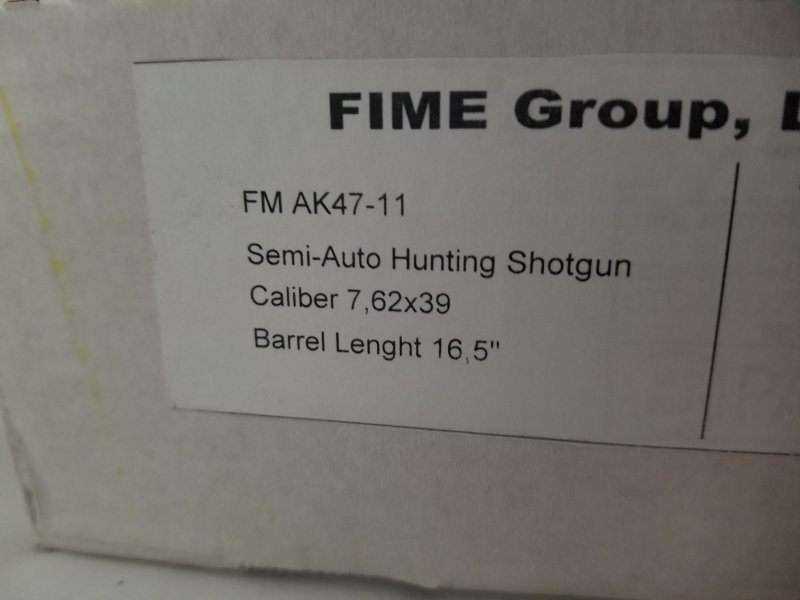 FIME Group,
FM AK47-11
Semi-Auto Hunting Shotgun
Caliber 7,62x39
Barrel Lenght 16,5"